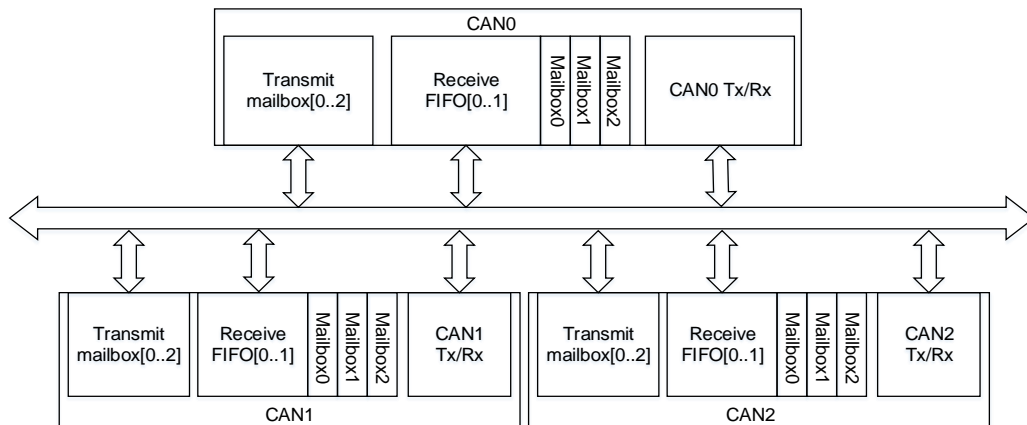 CAN0
Transmit
mailbox[0..2]
Receive
FIFO[0..1]
Mailbox0
Mailbox1
Mailbox2
CAN0 Tx/Rx
Transmit
mailbox[0..2]
Receive
FIFO[0..1]
Mailbox0
Mailbox1
Mailbox2
CAN1
Tx/Rx
CAN1
Transmit
mailbox[0..2]
Receive
FIFO[0..1]
Mailbox0
Mailbox1
Mailbox2
CAN2
Tx/Rx
CAN2